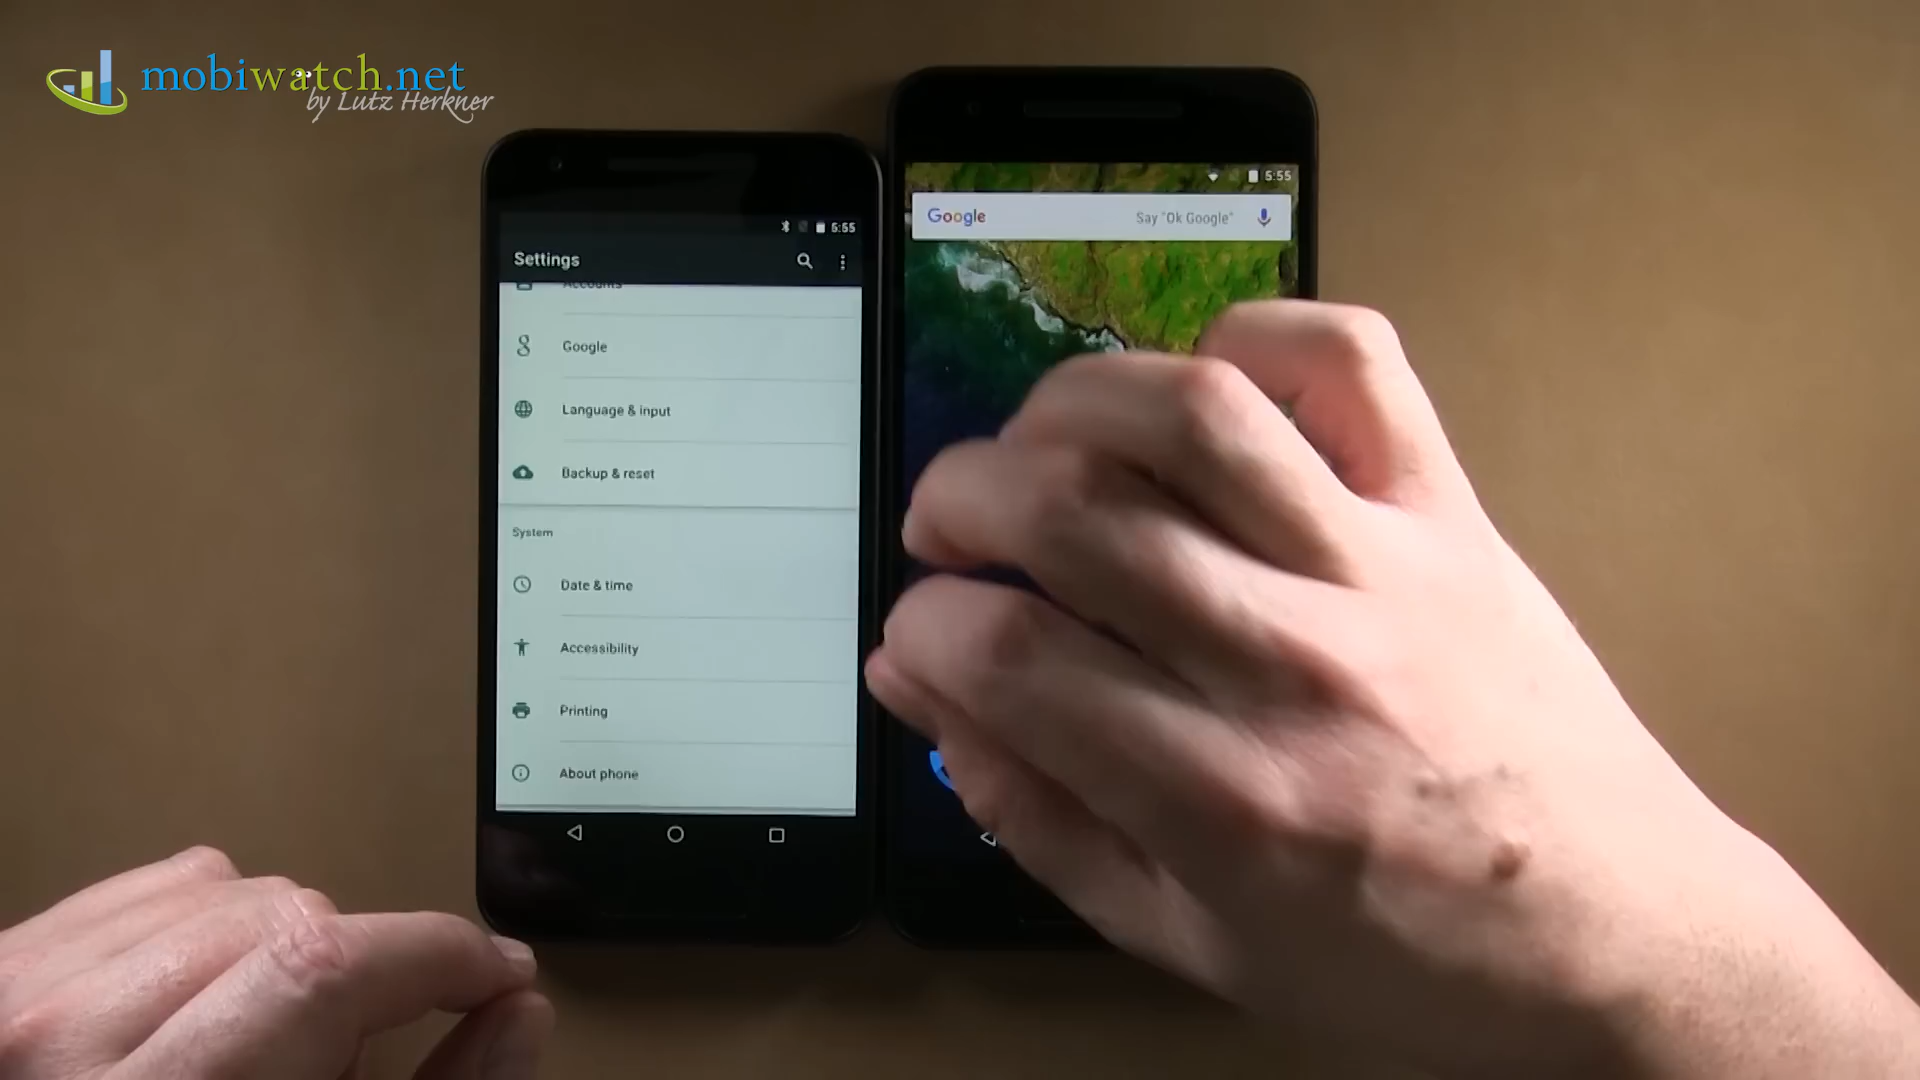 mobiwatch.net
by Lutz Herkner
5:55
Settings
Accounts
Google
Language & input
Backup & reset
System
Date & time
Accessibility
Printing
About phone
5:55
Google
Say "Ok Google"